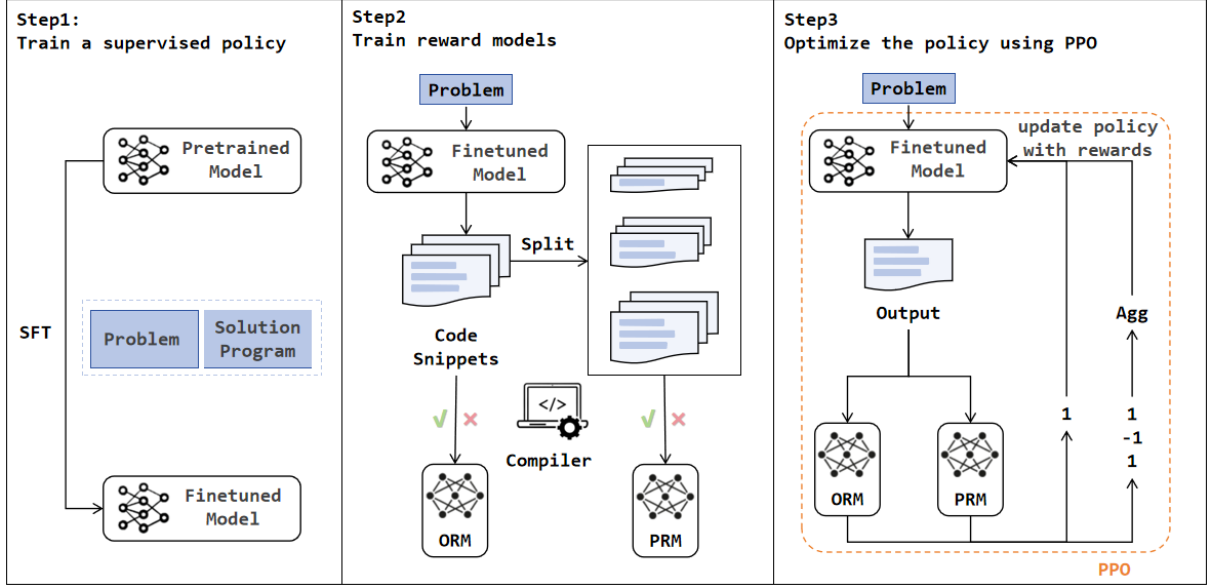 Step1:
Train a supervised policy
Pretrained
Model
SFT
Problem
Solution
Program
Finetuned
Model
Step2
Train reward models
Problem
Finetuned
Model
Split
Code
Snippets
√ ×
</>
√ ×
Compiler
ORM
PRM
Step3
Optimize the policy using PPO
Problem
update policy
with rewards
Finetuned
Model
Output
Agg
1
1
-1
1
ORM
PRM
PPO